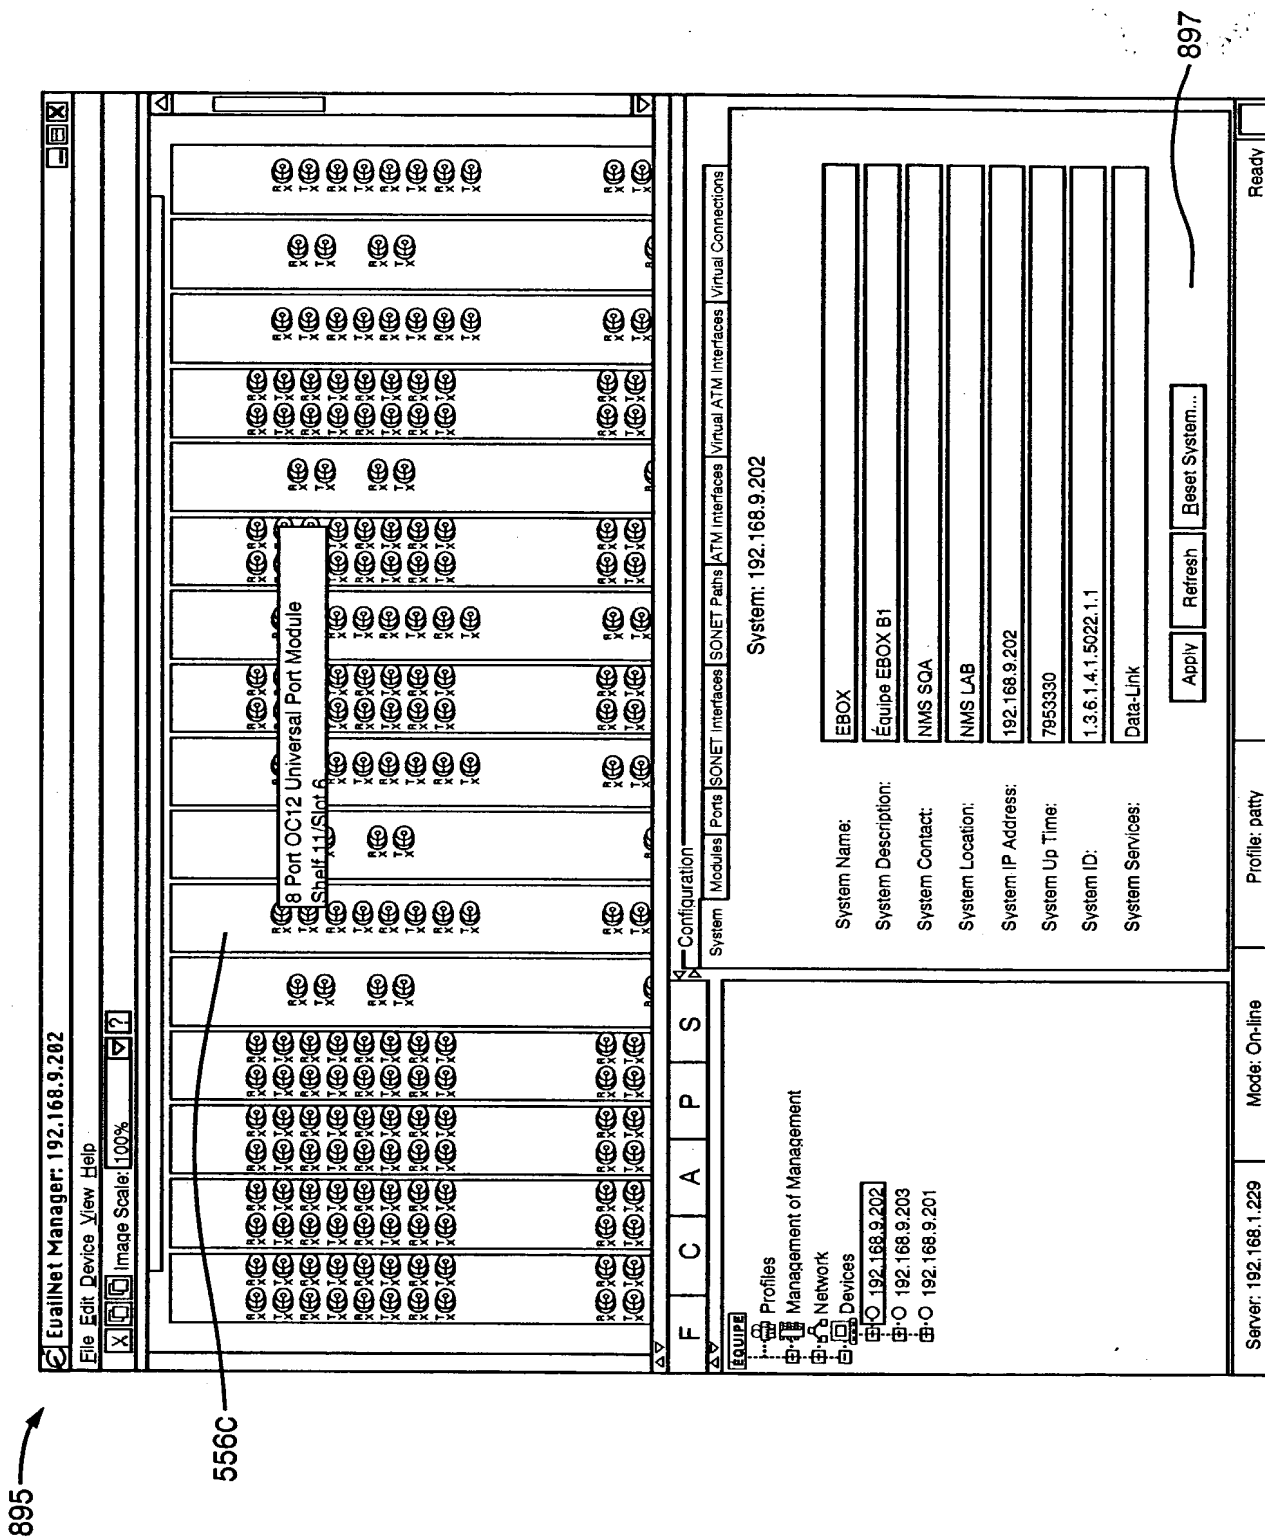 895
EvailNet Manager: 192.168.9.202
File Edit Device View Help
Image Scale: 100% ?
556C
8 Port OC12 Universal Port Module
Shelf 11/Slot 6
F C A P S
EQUIPE
Profiles
Management of Management
Network
Devices
192.168.9.202
192.168.9.203
192.168.9.201
Configuration
System Modules Ports SONET Interfaces SONET Paths ATM Interfaces Virtual ATM Interfaces Virtual Connections
System: 192.168.9.202
System Name: EBOX
System Description: Équipe EBOX B1
System Contact: NMS SQA
System Location: NMS LAB
System IP Address: 192.168.9.202
System Up Time: 7953330
System ID: 1.3.6.1.4.1.5022.1.1
System Services: Data-Link
Apply Refresh Reset System...
897
Server: 192.168.1.229 Mode: On-line Profile: patty Ready